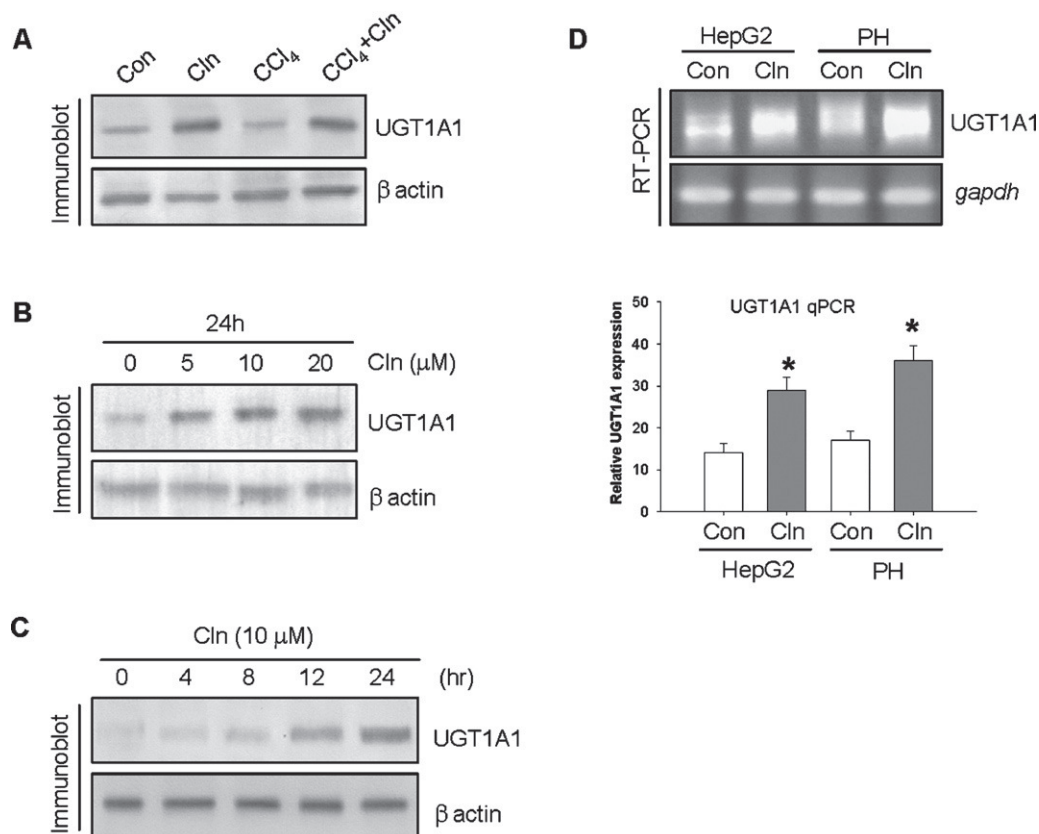 A
Con Cln CCl₄ CCl₄+Cln
Immunoblot
UGT1A1
β actin
B
24h
0 5 10 20 Cln (μM)
Immunoblot
UGT1A1
β actin
C
Cln (10 μM)
0 4 8 12 24 (hr)
Immunoblot
UGT1A1
β actin
D
HepG2 PH
Con Cln Con Cln
RT-PCR
UGT1A1
gapdh
UGT1A1 qPCR
Relative UGT1A1 expression
50
40
30
20
10
0
* *
Con Cln Con Cln
HepG2 PH